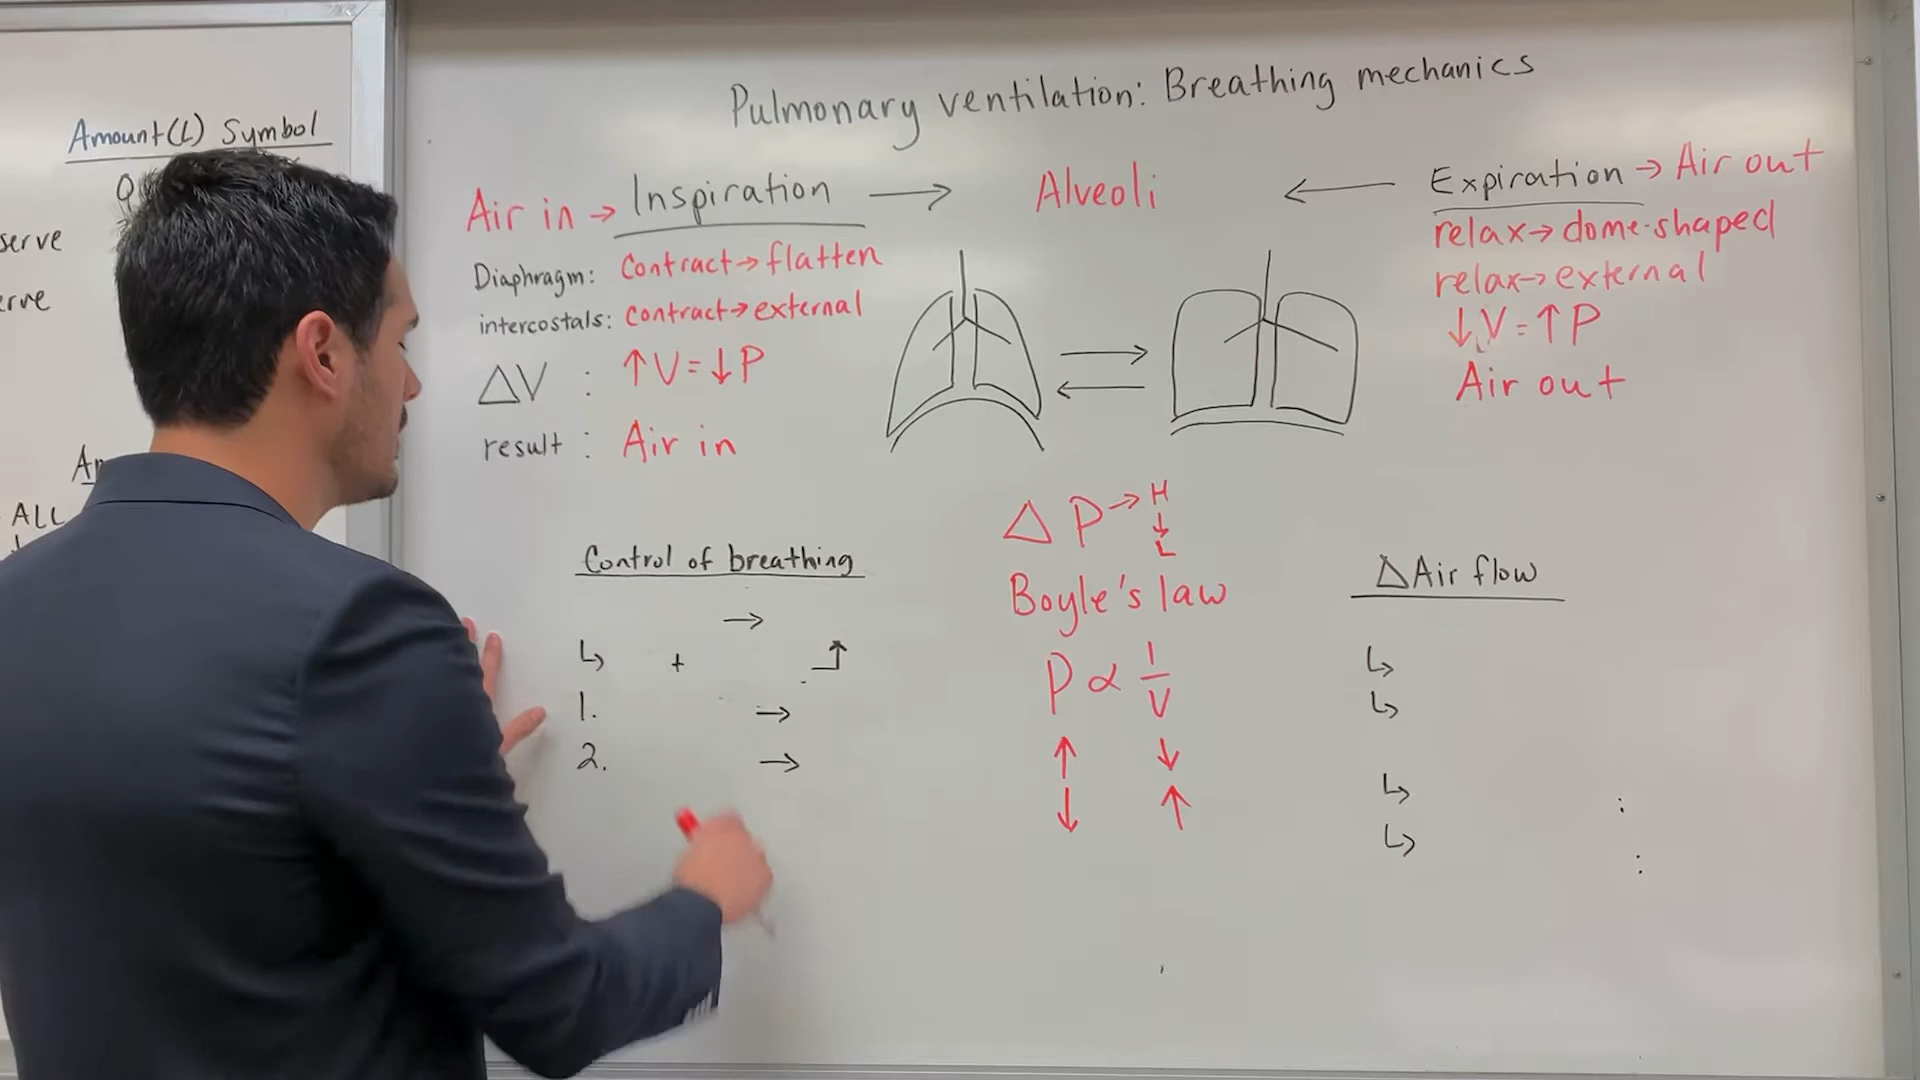 Amount(L) Symbol
serve
erve
ALL
Pulmonary ventilation: Breathing mechanics
Air in → Inspiration → Alveoli ← Expiration → Air out
Diaphragm: Contract → flatten
intercostals: contract → external
ΔV : ↑V = ↓P
result : Air in
relax → dome-shaped
relax → external
↓V = ↑P
Air out
Δ P → H
↓
L
Boyle's law
P ∝ 1/V
↑ ↓
↓ ↑
Control of breathing
→
↳ +
1. →
2. →
Δ Air flow
↳
↳
↳ :
↳ :